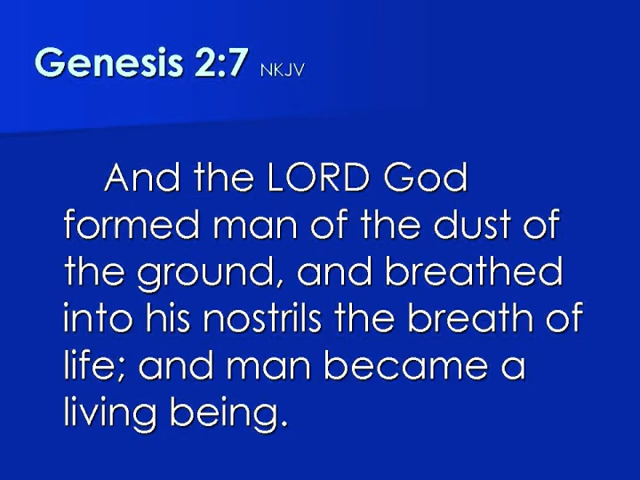 Genesis 2:7 NKJV
And the LORD God
formed man of the dust of
the ground, and breathed
into his nostrils the breath of
life; and man became a
living being.